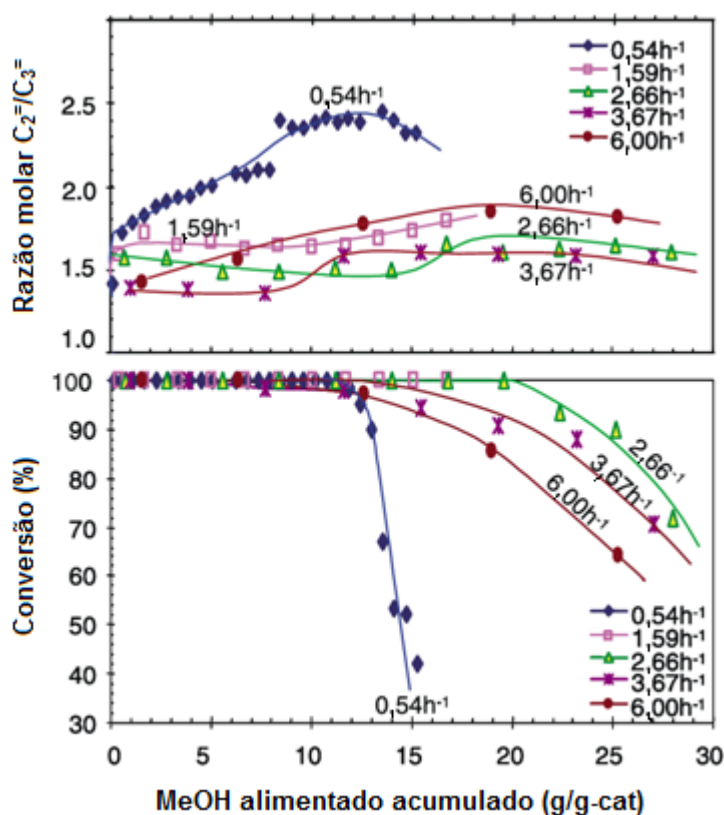 Razão molar C₂⁼/C₃⁼
2.5
2.0
1.5
1.0
0,54h⁻¹
1,59h⁻¹
2,66h⁻¹
3,67h⁻¹
6,00h⁻¹
0,54h⁻¹
1,59h⁻¹
6,00h⁻¹
2,66h⁻¹
3,67h⁻¹
Conversão (%)
100
90
80
70
60
50
40
30
2,66⁻¹
3,67h⁻¹
6,00h⁻¹
0,54h⁻¹
0,54h⁻¹
1,59h⁻¹
2,66h⁻¹
3,67h⁻¹
6,00h⁻¹
0 5 10 15 20 25 30
MeOH alimentado acumulado (g/g-cat)